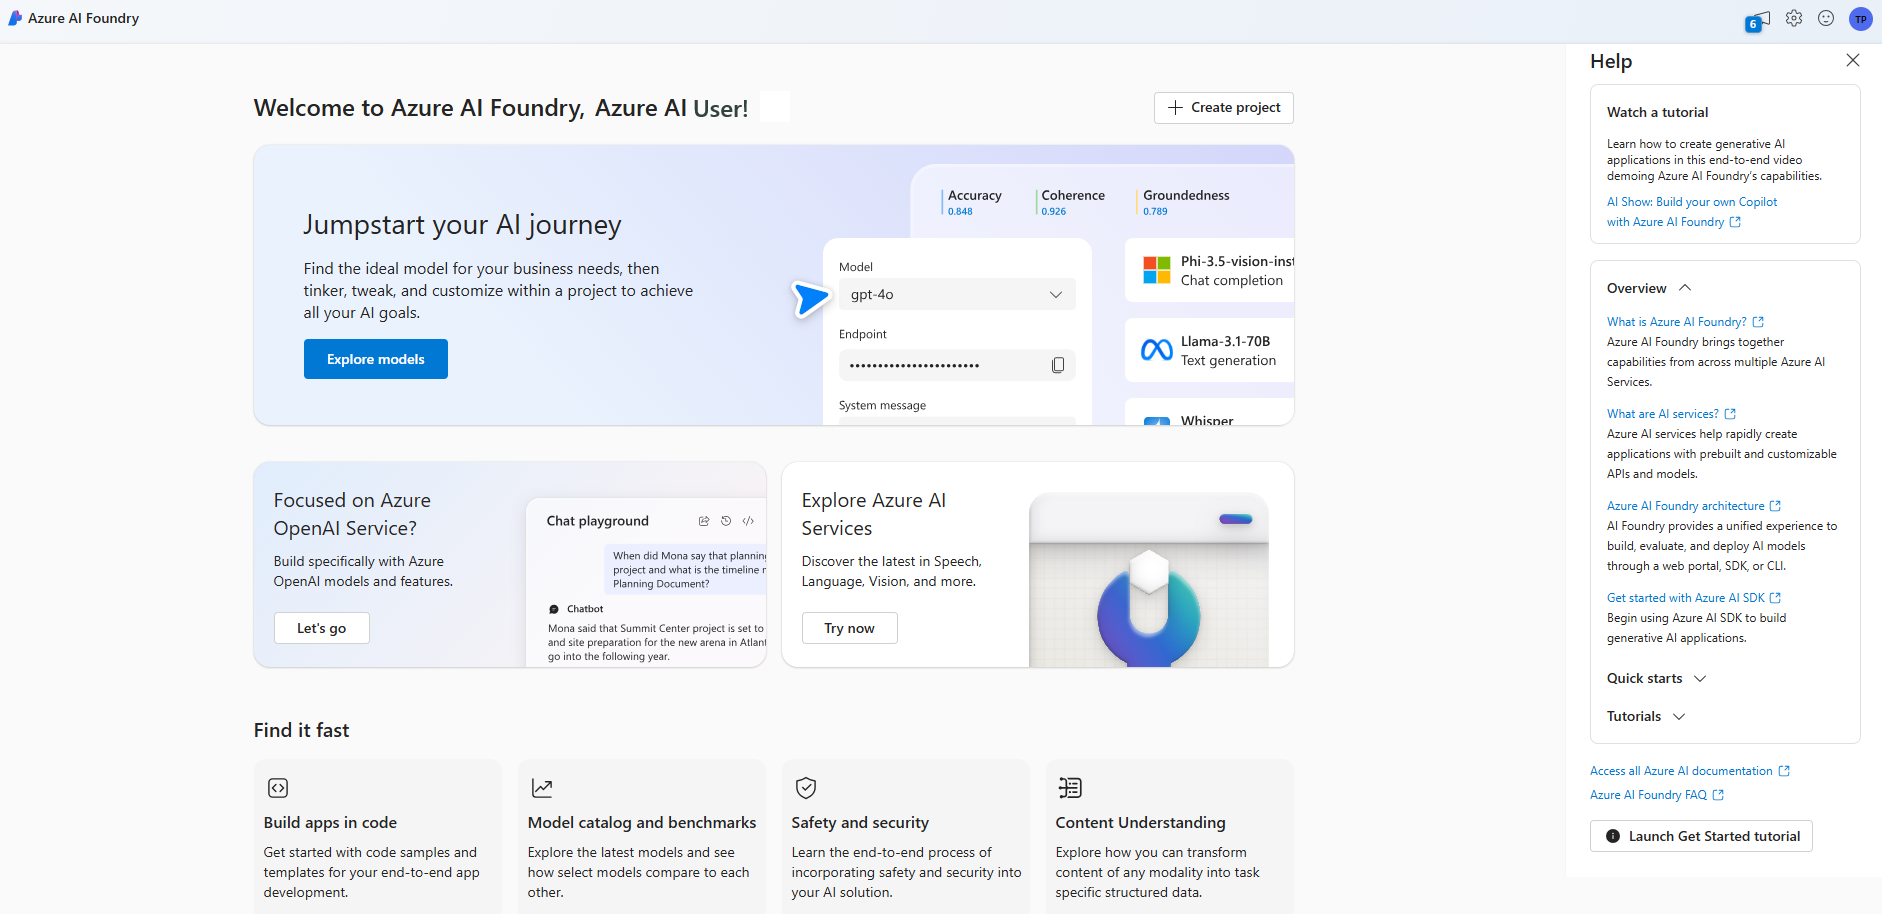 Azure AI Foundry
6
TP
Welcome to Azure AI Foundry, Azure AI User!
Create project
Jumpstart your AI journey
Find the ideal model for your business needs, then
tinker, tweak, and customize within a project to achieve
all your AI goals.
Explore models
Accuracy
0.848
Coherence
0.926
Groundedness
0.789
Model
gpt-4o
Endpoint
••••••••••••••••••••••••
System message
Phi-3.5-vision-inst
Chat completion
Llama-3.1-70B
Text generation
Whisper
Focused on Azure
OpenAI Service?
Build specifically with Azure
OpenAI models and features.
Let's go
Chat playground
When did Mona say that planning
project and what is the timeline
Planning Document?
Chatbot
Mona said that Summit Center project is set to
and site preparation for the new arena in Atlant
go into the following year.
Explore Azure AI
Services
Discover the latest in Speech,
Language, Vision, and more.
Try now
Find it fast
Build apps in code
Get started with code samples and
templates for your end-to-end app
development.
Model catalog and benchmarks
Explore the latest models and see
how select models compare to each
other.
Safety and security
Learn the end-to-end process of
incorporating safety and security into
your AI solution.
Content Understanding
Explore how you can transform
content of any modality into task
specific structured data.
Help
Watch a tutorial
Learn how to create generative AI
applications in this end-to-end video
demoing Azure AI Foundry's capabilities.
AI Show: Build your own Copilot
with Azure AI Foundry
Overview
What is Azure AI Foundry?
Azure AI Foundry brings together
capabilities from across multiple Azure AI
Services.
What are AI services?
Azure AI services help rapidly create
applications with prebuilt and customizable
APIs and models.
Azure AI Foundry architecture
AI Foundry provides a unified experience to
build, evaluate, and deploy AI models
through a web portal, SDK, or CLI.
Get started with Azure AI SDK
Begin using Azure AI SDK to build
generative AI applications.
Quick starts
Tutorials
Access all Azure AI documentation
Azure AI Foundry FAQ
Launch Get Started tutorial